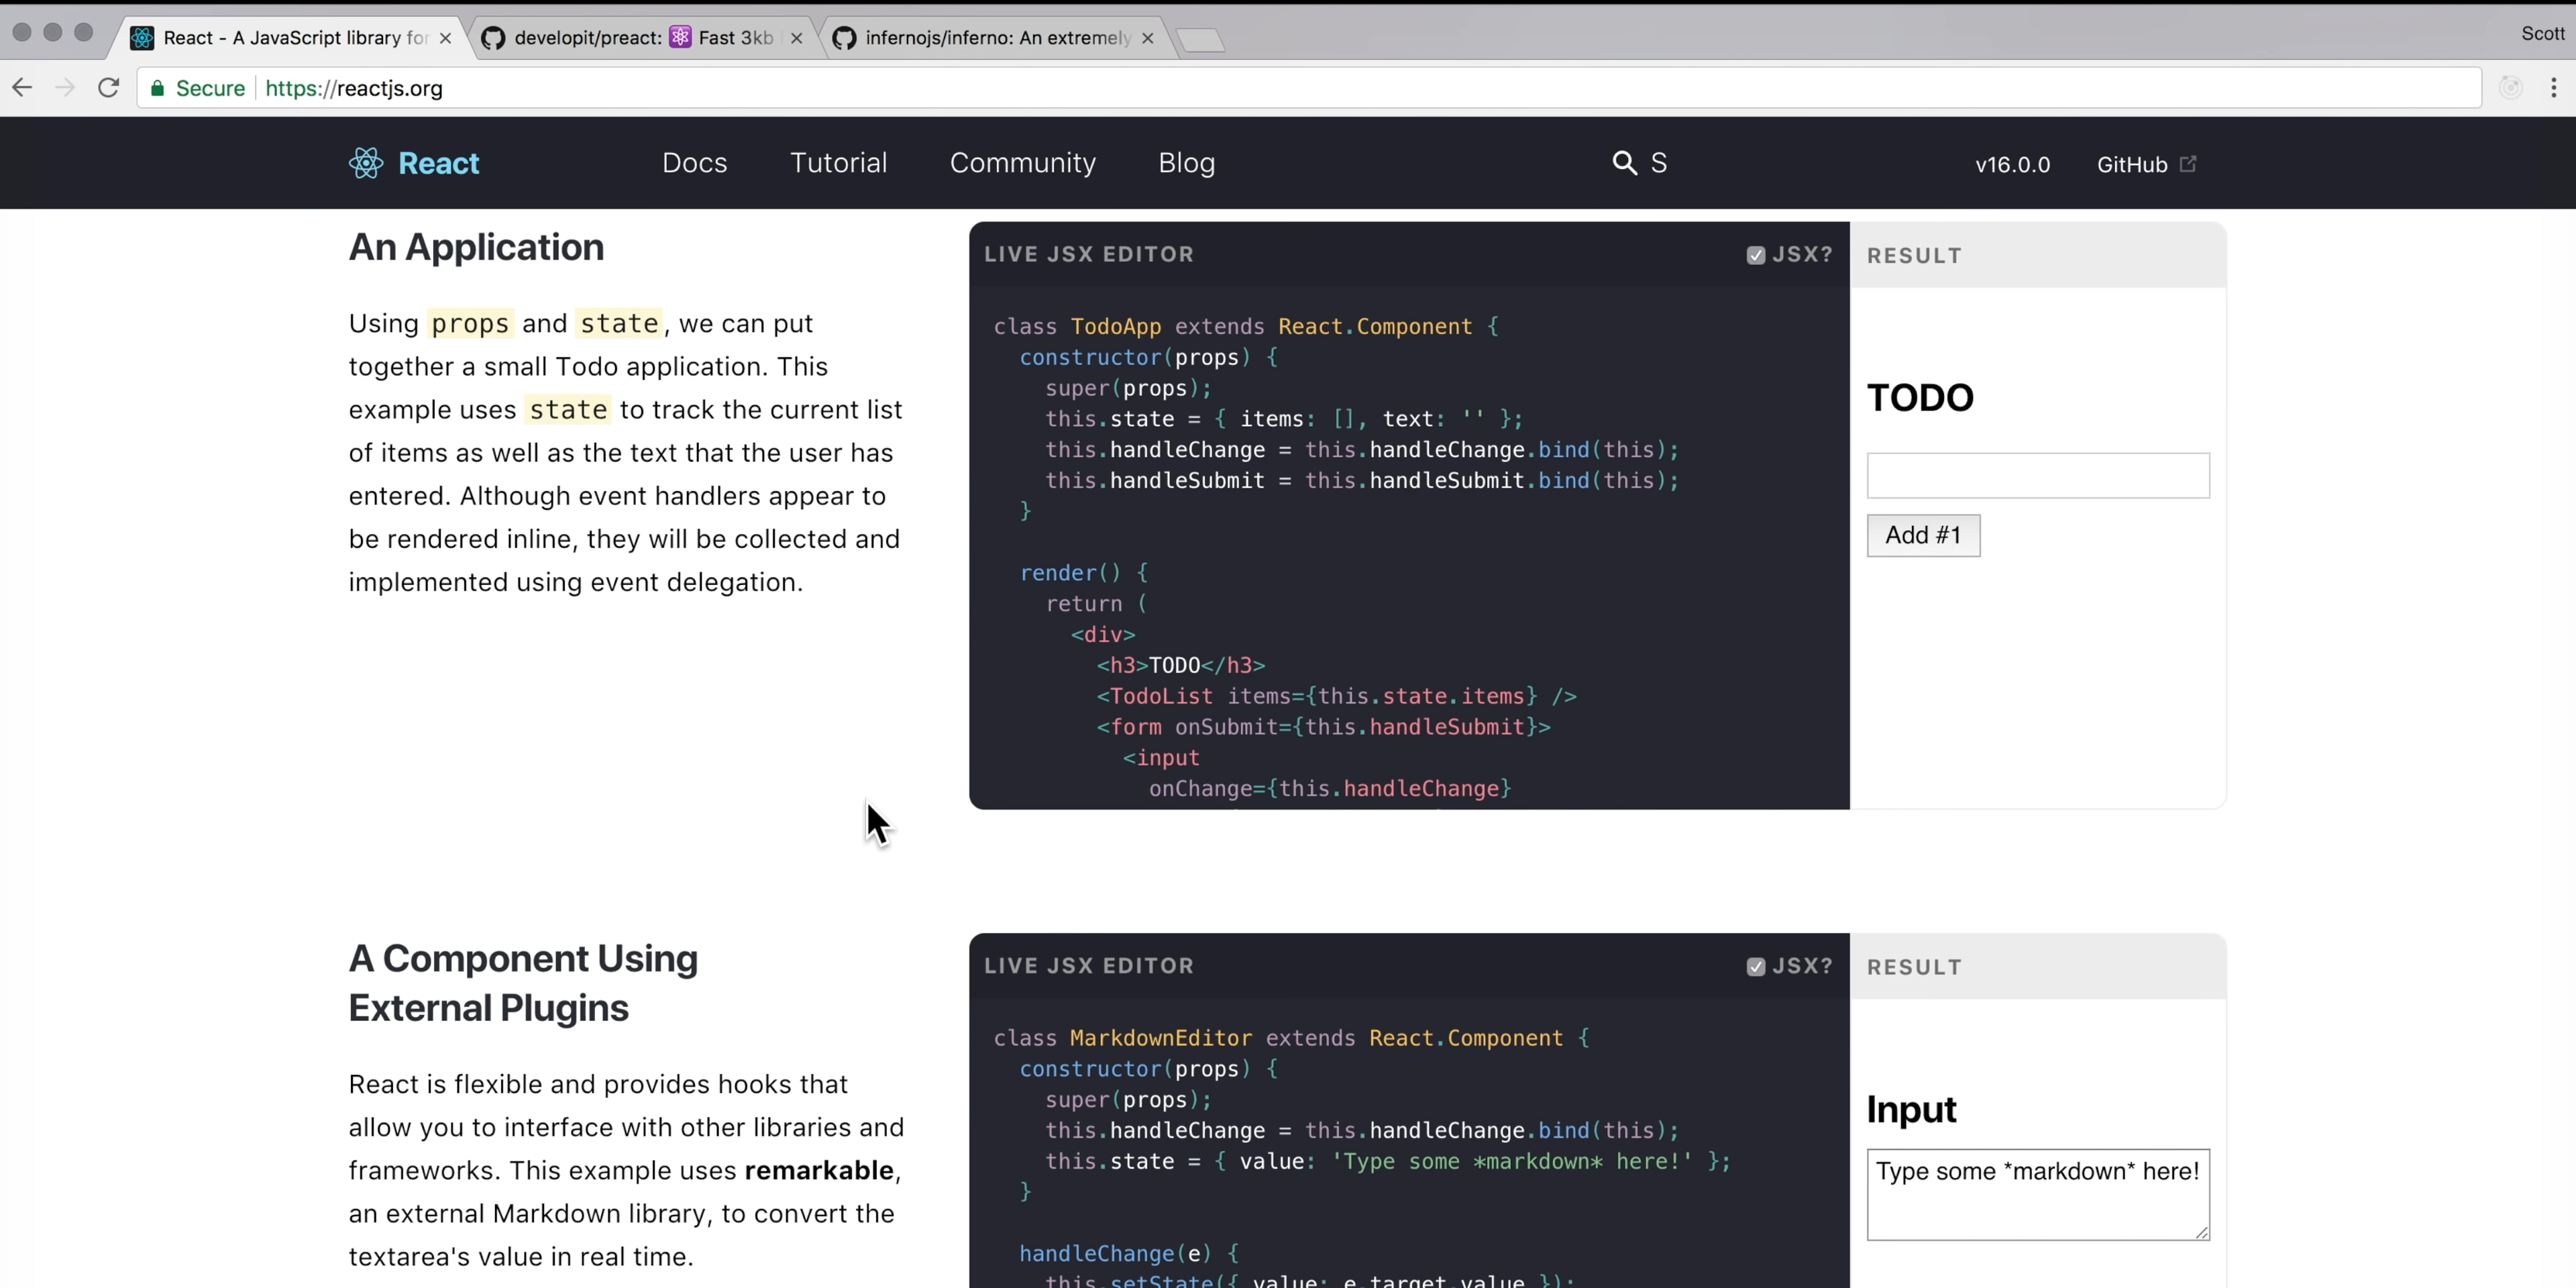 React - A JavaScript library for
developit/preact: ⚛ Fast 3kb
infernojs/inferno: An extremely
Scott
Secure https://reactjs.org
React Docs Tutorial Community Blog S v16.0.0 GitHub
An Application
Using props and state, we can put
together a small Todo application. This
example uses state to track the current list
of items as well as the text that the user has
entered. Although event handlers appear to
be rendered inline, they will be collected and
implemented using event delegation.
LIVE JSX EDITOR JSX?
class TodoApp extends React.Component {
constructor(props) {
super(props);
this.state = { items: [], text: '' };
this.handleChange = this.handleChange.bind(this);
this.handleSubmit = this.handleSubmit.bind(this);
}
render() {
return (
<div>
<h3>TODO</h3>
<TodoList items={this.state.items} />
<form onSubmit={this.handleSubmit}>
<input
onChange={this.handleChange}
RESULT
TODO
Add #1
A Component Using
External Plugins
React is flexible and provides hooks that
allow you to interface with other libraries and
frameworks. This example uses remarkable,
an external Markdown library, to convert the
textarea's value in real time.
LIVE JSX EDITOR JSX?
class MarkdownEditor extends React.Component {
constructor(props) {
super(props);
this.handleChange = this.handleChange.bind(this);
this.state = { value: 'Type some *markdown* here!' };
}
handleChange(e) {
this.setState({ value: e.target.value });
RESULT
Input
Type some *markdown* here!